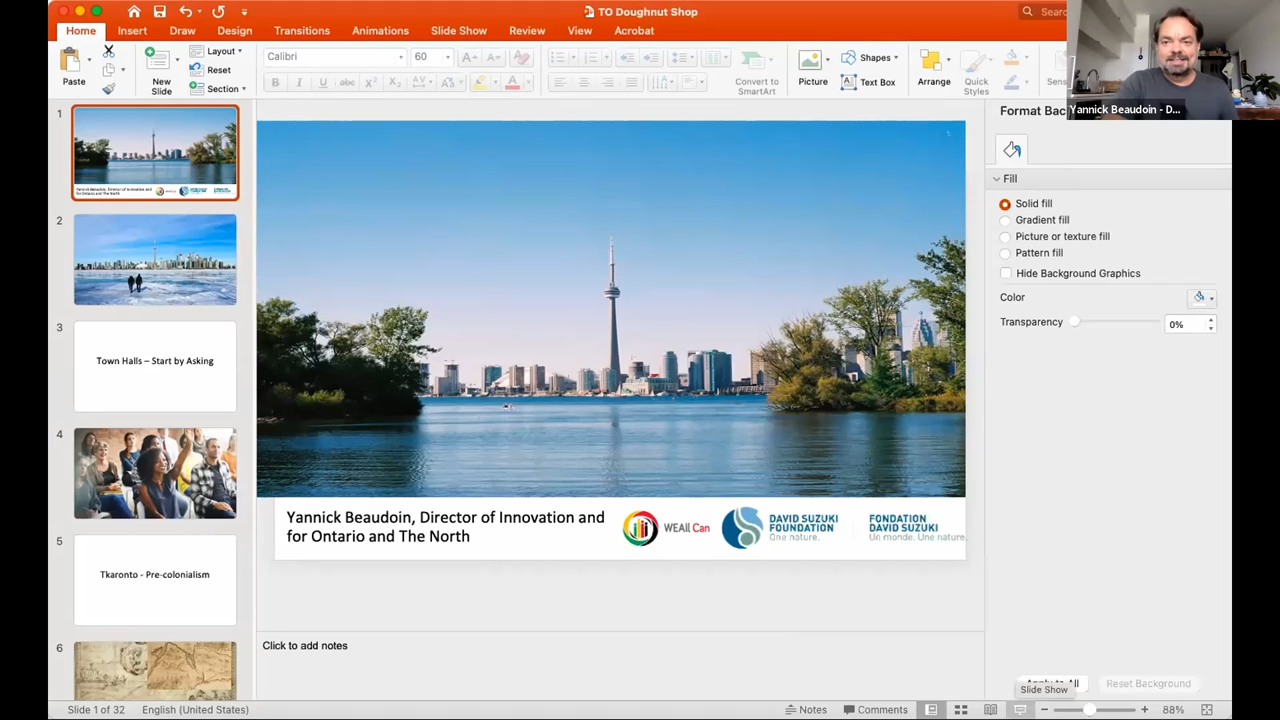 TO Doughnut Shop
Home Insert Draw Design Transitions Animations Slide Show Review View Acrobat
Paste
New
Slide
Layout
Reset
Section
Calibri 60
Convert to
SmartArt
Picture
Shapes
Text Box
Arrange
Quick
Styles
Yannick Beaudoin - D...
1
2
3
Town Halls – Start by Asking
4
5
Tkaronto - Pre-colonialism
6
Yannick Beaudoin, Director of Innovation and
for Ontario and The North
WEAll Can
DAVID SUZUKI
FOUNDATION
One nature.
FONDATION
DAVID SUZUKI
Un monde. Une nature.
Click to add notes
Fill
Solid fill
Gradient fill
Picture or texture fill
Pattern fill
Hide Background Graphics
Color
Transparency 0%
Apply to All
Reset Background
Slide Show
Slide 1 of 32 English (United States) Notes Comments 88%